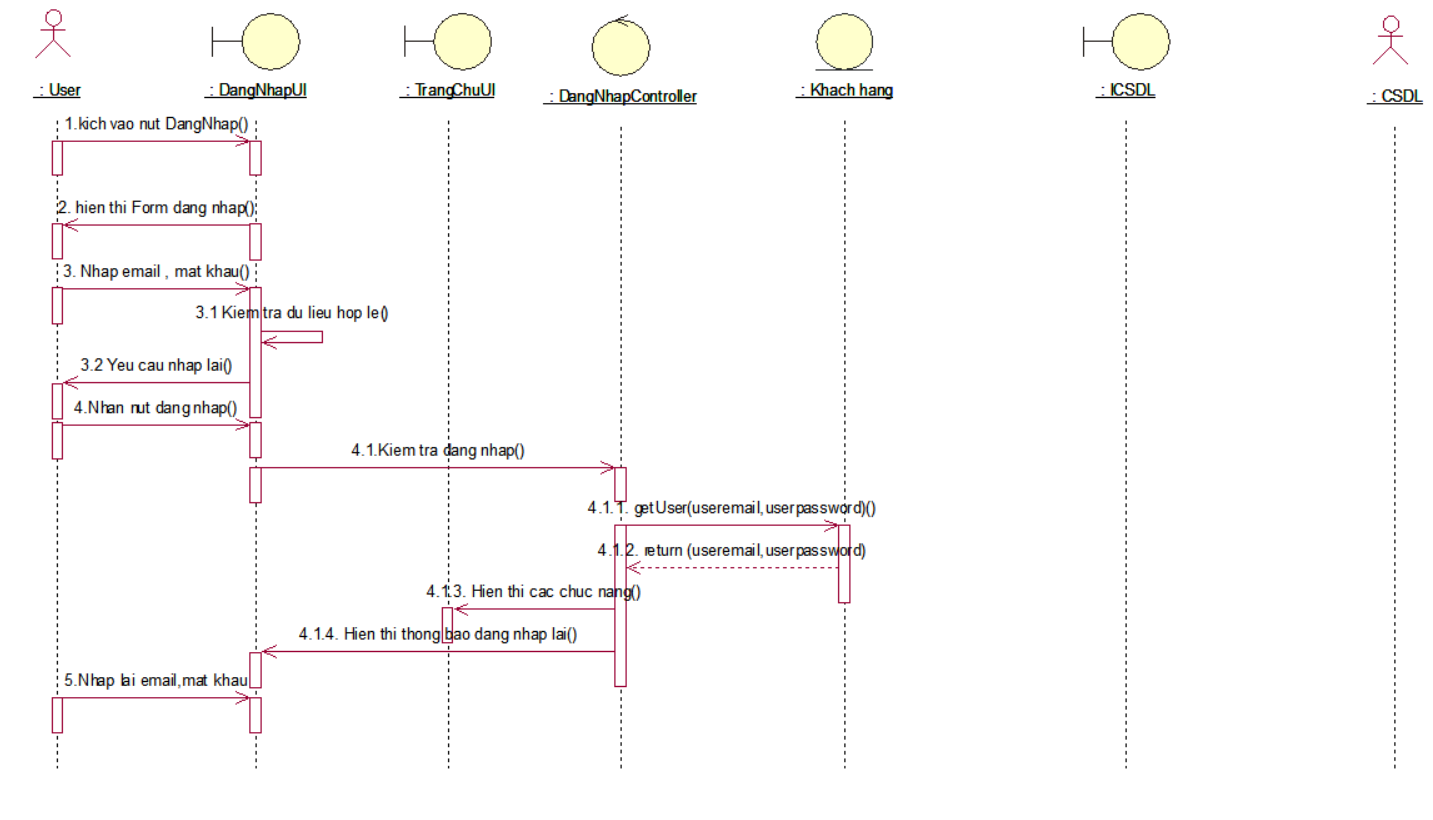 : User
: DangNhapUI
: TrangChuUI
: DangNhapController
: Khach hang
: ICSDL
: CSDL
1.kich vao nut DangNhap()
2. hien thi Form dang nhap()
3. Nhap email , mat khau()
3.1 Kiem tra du lieu hop le()
3.2 Yeu cau nhap lai()
4.Nhan nut dang nhap()
4.1.Kiem tra dang nhap()
4.1.1. getUser(useremail,userpassword)()
4.1.2. return (useremail,userpassword)
4.1.3. Hien thi cac chuc nang()
4.1.4. Hien thi thong bao dang nhap lai()
5.Nhap lai email,mat khau